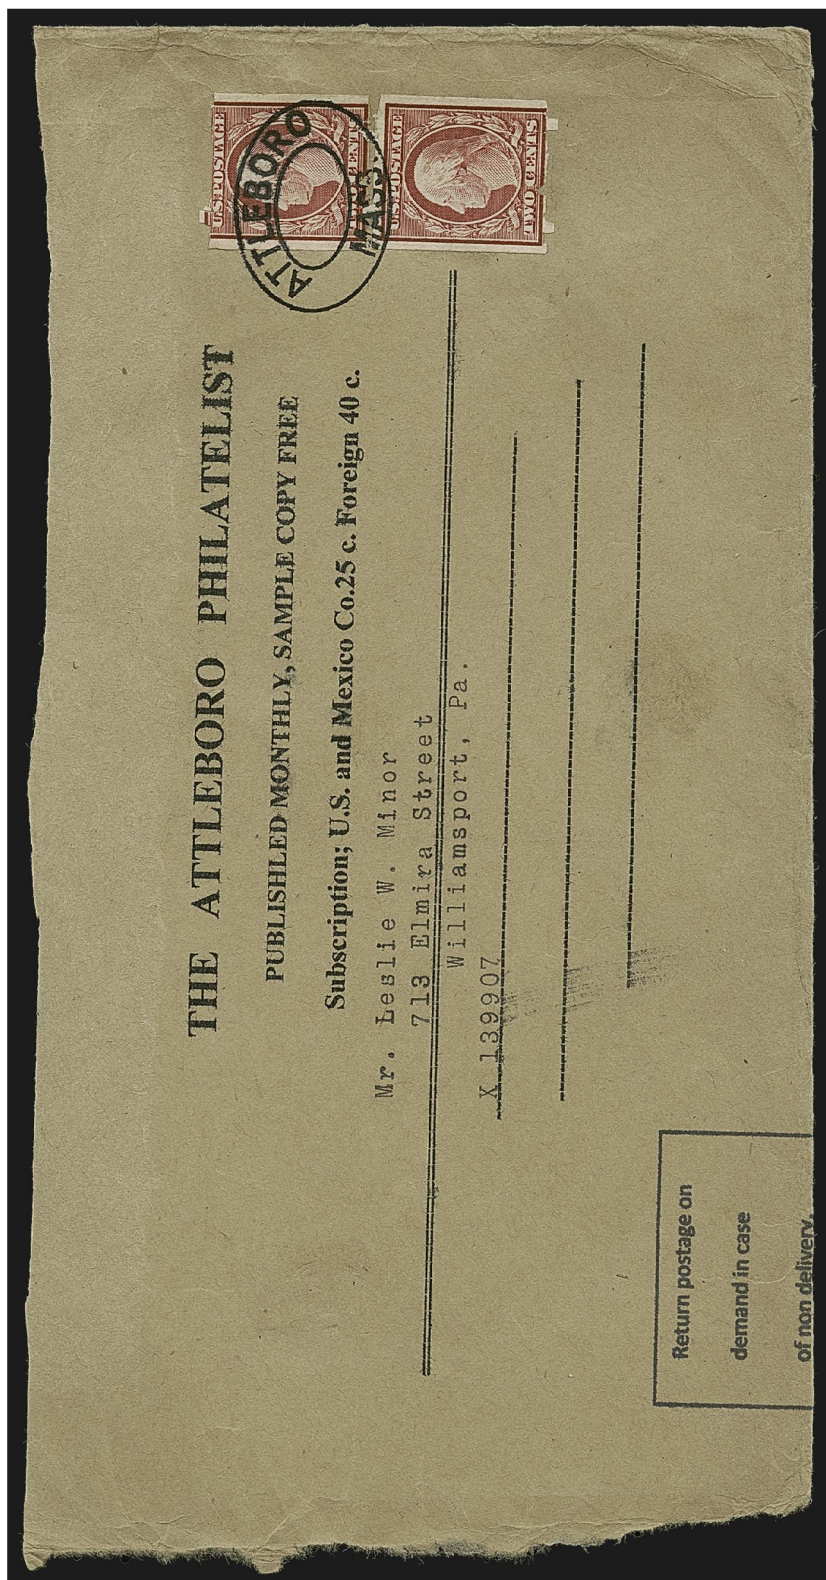 U.S. POSTAGE
TWO CENTS
U.S. POSTAGE
TWO CENTS
ATTLEBORO
MASS
THE ATTLEBORO PHILATELIST
PUBLISHLED MONTHLY, SAMPLE COPY FREE
Subscription; U.S. and Mexico Co.25 c. Foreign 40 c.
Mr. Leslie W. Minor
713 Elmira Street
Williamsport, Pa.
X 139907
Return postage on
demand in case
of non delivery.